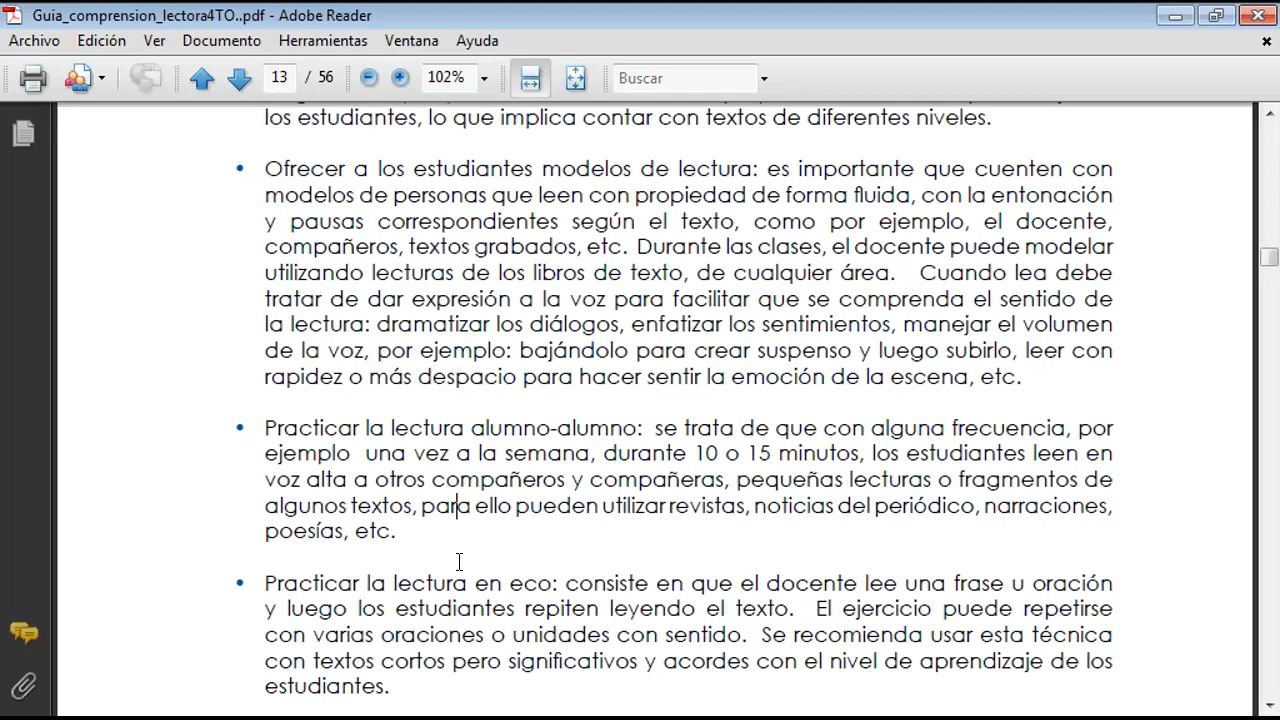 Guia_comprension_lectora4TO..pdf - Adobe Reader
Archivo Edición Ver Documento Herramientas Ventana Ayuda
13 / 56 102% Buscar
los estudiantes, lo que implica contar con textos de diferentes niveles.
• Ofrecer a los estudiantes modelos de lectura: es importante que cuenten con
modelos de personas que leen con propiedad de forma fluida, con la entonación
y pausas correspondientes según el texto, como por ejemplo, el docente,
compañeros, textos grabados, etc. Durante las clases, el docente puede modelar
utilizando lecturas de los libros de texto, de cualquier área. Cuando lea debe
tratar de dar expresión a la voz para facilitar que se comprenda el sentido de
la lectura: dramatizar los diálogos, enfatizar los sentimientos, manejar el volumen
de la voz, por ejemplo: bajándolo para crear suspenso y luego subirlo, leer con
rapidez o más despacio para hacer sentir la emoción de la escena, etc.
• Practicar la lectura alumno-alumno: se trata de que con alguna frecuencia, por
ejemplo una vez a la semana, durante 10 o 15 minutos, los estudiantes leen en
voz alta a otros compañeros y compañeras, pequeñas lecturas o fragmentos de
algunos textos, para ello pueden utilizar revistas, noticias del periódico, narraciones,
poesías, etc.
• Practicar la lectura en eco: consiste en que el docente lee una frase u oración
y luego los estudiantes repiten leyendo el texto. El ejercicio puede repetirse
con varias oraciones o unidades con sentido. Se recomienda usar esta técnica
con textos cortos pero significativos y acordes con el nivel de aprendizaje de los
estudiantes.